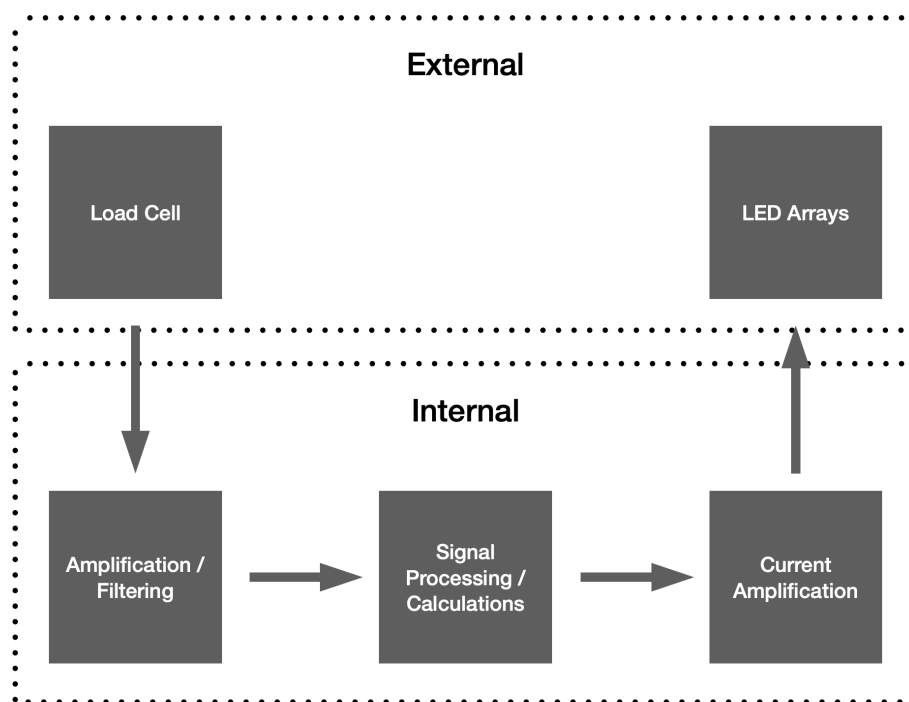 External
Load Cell
LED Arrays
Internal
Amplification /
Filtering
Signal
Processing /
Calculations
Current
Amplification